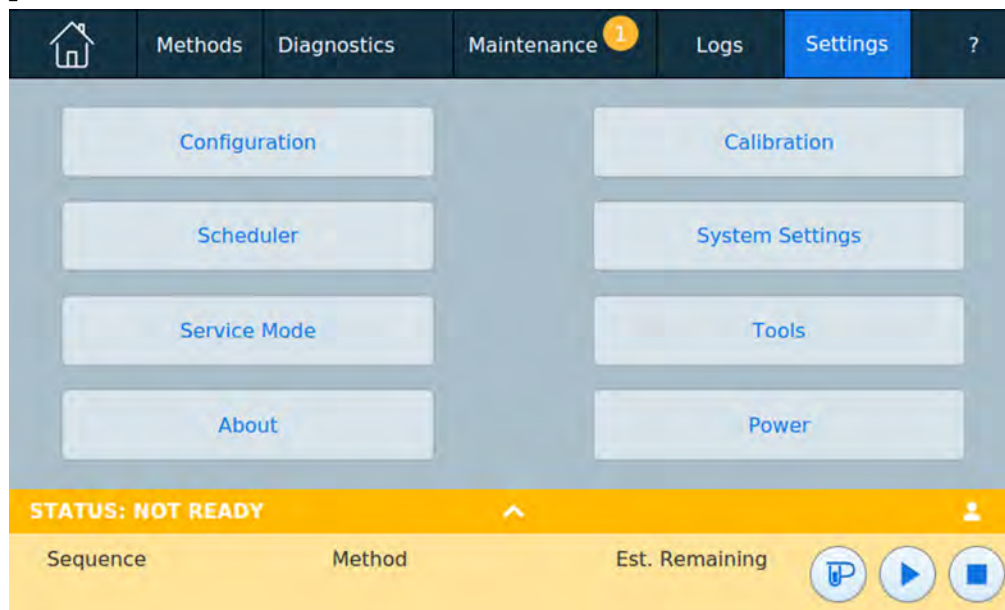 Methods Diagnostics Maintenance 1 Logs Settings ?
Configuration Calibration
Scheduler System Settings
Service Mode Tools
About Power
STATUS: NOT READY
Sequence Method Est. Remaining